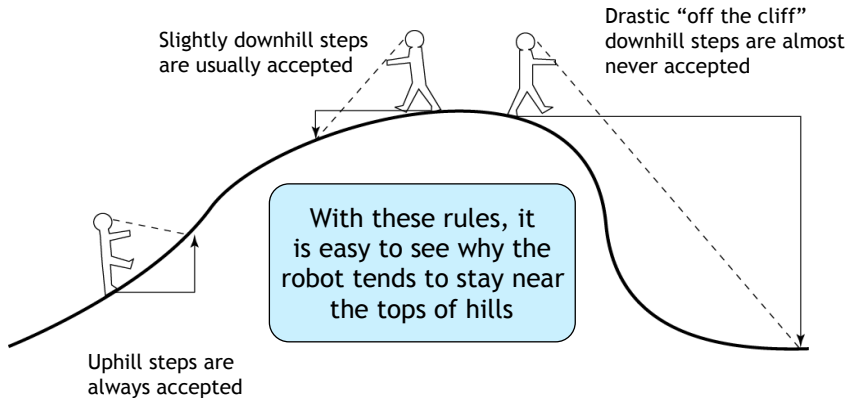 Slightly downhill steps
are usually accepted
Drastic “off the cliff”
downhill steps are almost
never accepted
With these rules, it
is easy to see why the
robot tends to stay near
the tops of hills
Uphill steps are
always accepted